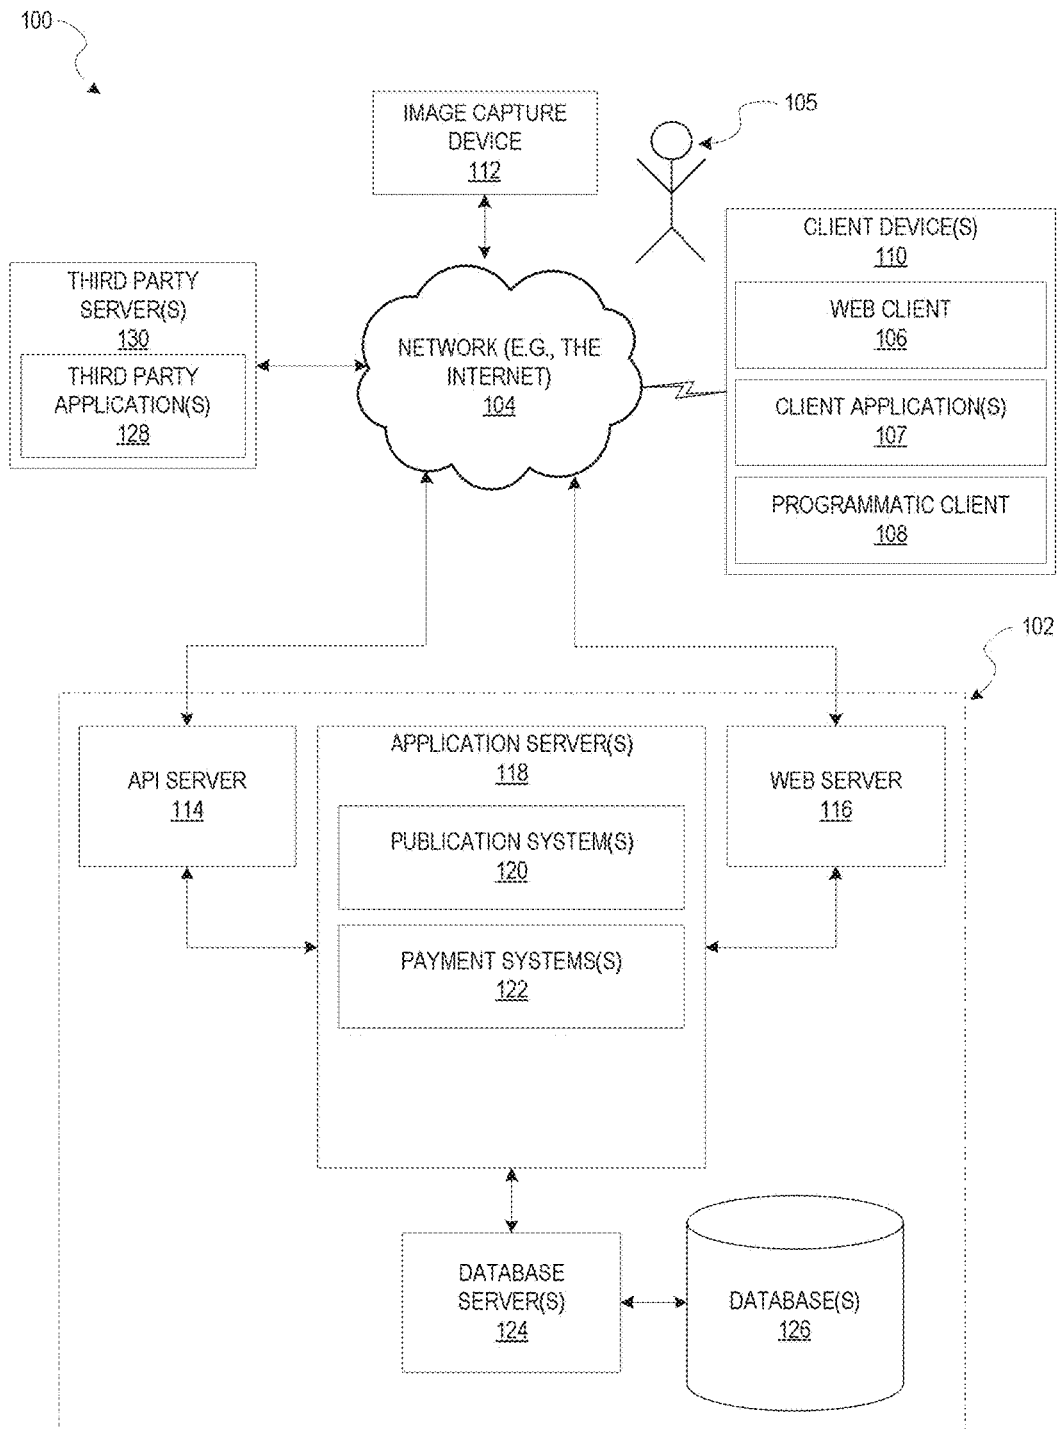 100
IMAGE CAPTURE
DEVICE
112
105
CLIENT DEVICE(S)
110
WEB CLIENT
106
CLIENT APPLICATION(S)
107
PROGRAMMATIC CLIENT
108
THIRD PARTY
SERVER(S)
130
THIRD PARTY
APPLICATION(S)
128
NETWORK (E.G., THE
INTERNET)
104
102
API SERVER
114
APPLICATION SERVER(S)
118
PUBLICATION SYSTEM(S)
120
PAYMENT SYSTEMS(S)
122
WEB SERVER
116
DATABASE
SERVER(S)
124
DATABASE(S)
126